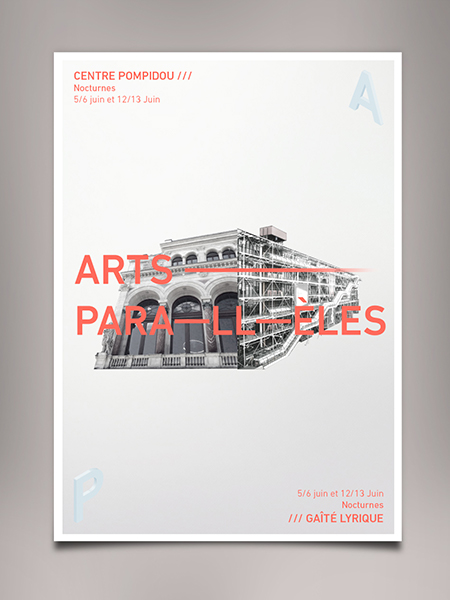 CENTRE POMPIDOU ///
Nocturnes
5/6 juin et 12/13 Juin
A
ARTS
PARA—LL—ÈLES
P
5/6 juin et 12/13 Juin
Nocturnes
/// GAÎTÉ LYRIQUE